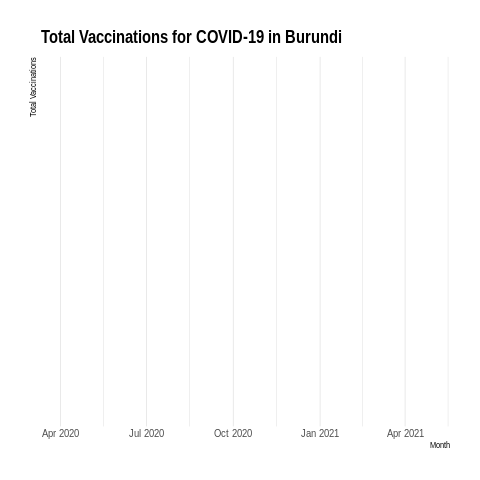 Total Vaccinations for COVID-19 in Burundi
Total Vaccinations
Apr 2020
Jul 2020
Oct 2020
Jan 2021
Apr 2021
Month